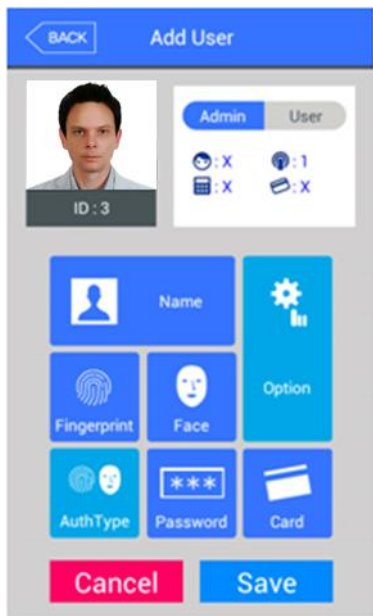 BACK
Add User
Admin User
: X : 1
: X : X
ID : 3
Name
Option
Fingerprint Face
***
AuthType Password Card
Cancel Save